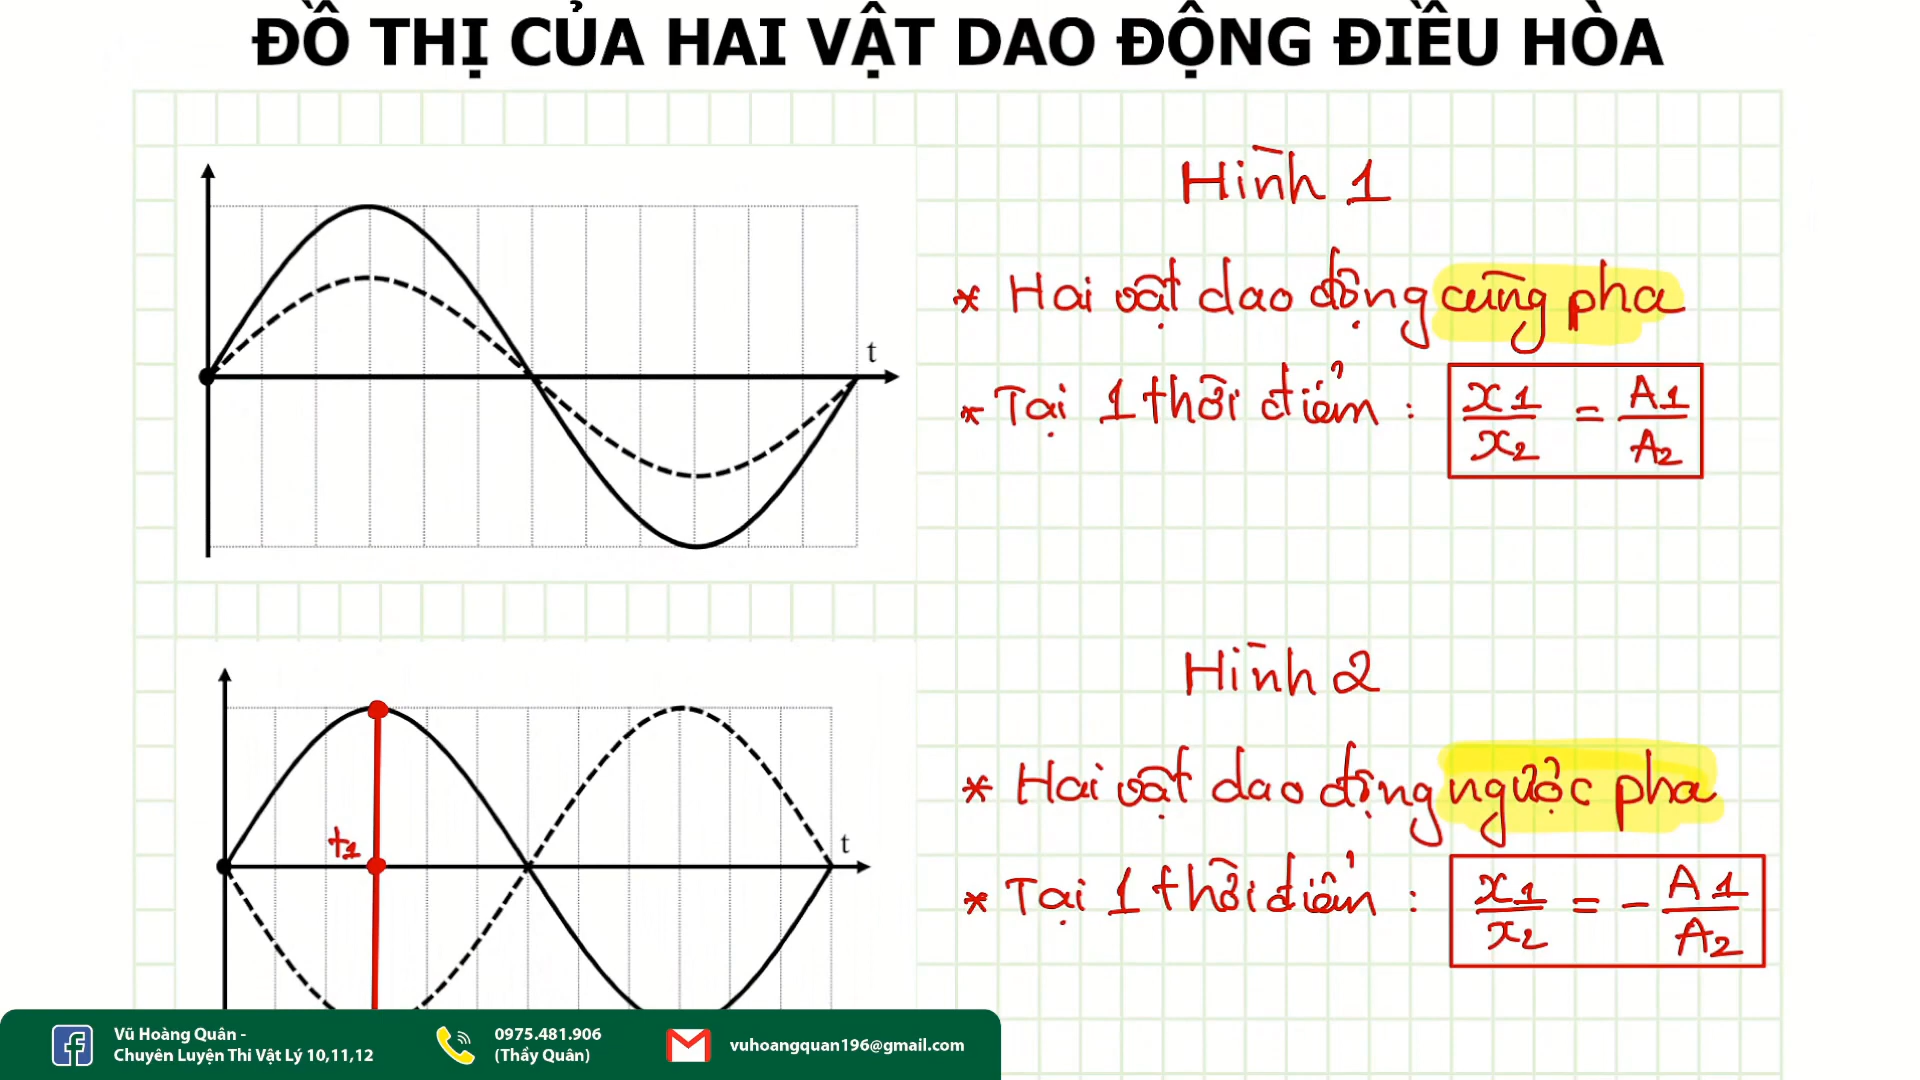 ĐỒ THỊ CỦA HAI VẬT DAO ĐỘNG ĐIỀU HÒA
Hình 1
* Hai vật dao động cùng pha
* Tại 1 thời điểm : x1/x2 = A1/A2
t
Hình 2
* Hai vật dao động ngược pha
* Tại 1 thời điểm : x1/x2 = - A1/A2
t1
t
Vũ Hoàng Quân -
Chuyên Luyện Thi Vật Lý 10,11,12
0975.481.906
(Thầy Quân)
vuhoangquan196@gmail.com